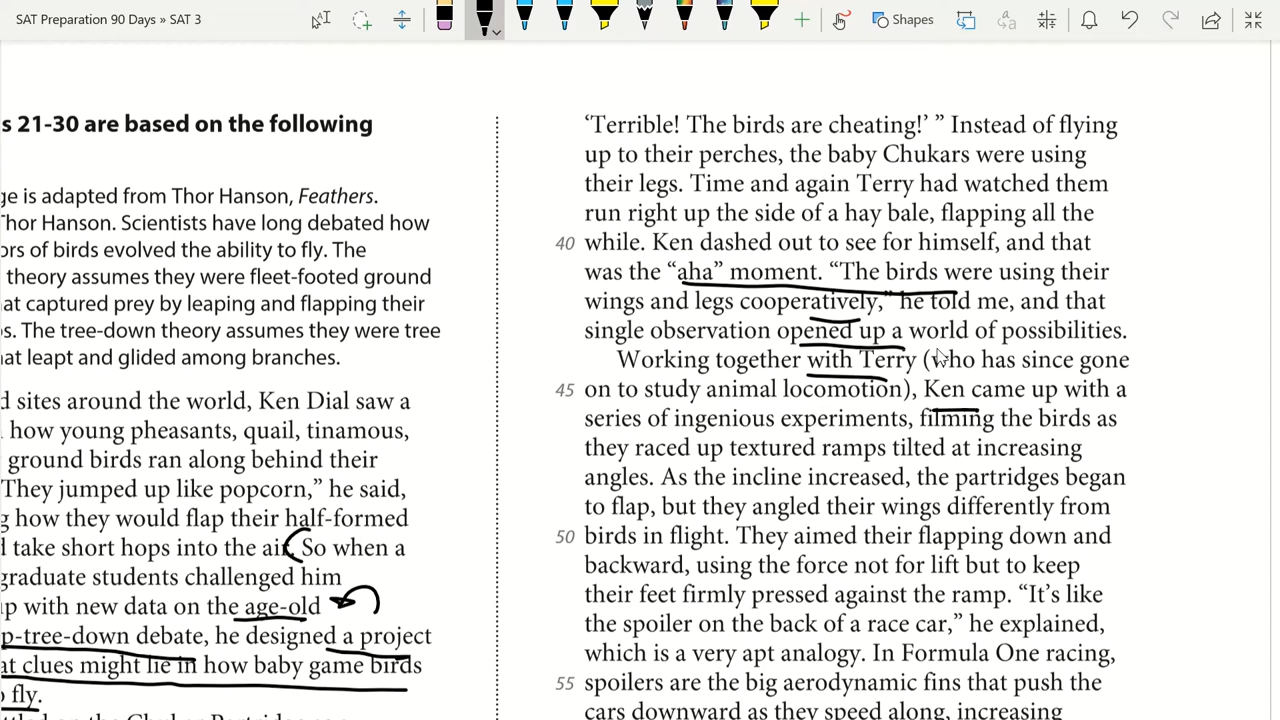 SAT Preparation 90 Days » SAT 3
Shapes
s 21-30 are based on the following
ge is adapted from Thor Hanson, Feathers.
Thor Hanson. Scientists have long debated how
ors of birds evolved the ability to fly. The
theory assumes they were fleet-footed ground
at captured prey by leaping and flapping their
s. The tree-down theory assumes they were tree
at leapt and glided among branches.
d sites around the world, Ken Dial saw a
how young pheasants, quail, tinamous,
ground birds ran along behind their
They jumped up like popcorn,” he said,
g how they would flap their half-formed
d take short hops into the air. So when a
graduate students challenged him
p with new data on the age-old
p-tree-down debate, he designed a project
at clues might lie in how baby game birds
fly.
‘Terrible! The birds are cheating!’ ” Instead of flying
up to their perches, the baby Chukars were using
their legs. Time and again Terry had watched them
run right up the side of a hay bale, flapping all the
40 while. Ken dashed out to see for himself, and that
was the “aha” moment. “The birds were using their
wings and legs cooperatively,” he told me, and that
single observation opened up a world of possibilities.
Working together with Terry (who has since gone
45 on to study animal locomotion), Ken came up with a
series of ingenious experiments, filming the birds as
they raced up textured ramps tilted at increasing
angles. As the incline increased, the partridges began
to flap, but they angled their wings differently from
50 birds in flight. They aimed their flapping down and
backward, using the force not for lift but to keep
their feet firmly pressed against the ramp. “It’s like
the spoiler on the back of a race car,” he explained,
which is a very apt analogy. In Formula One racing,
55 spoilers are the big aerodynamic fins that push the
cars downward as they speed along, increasing